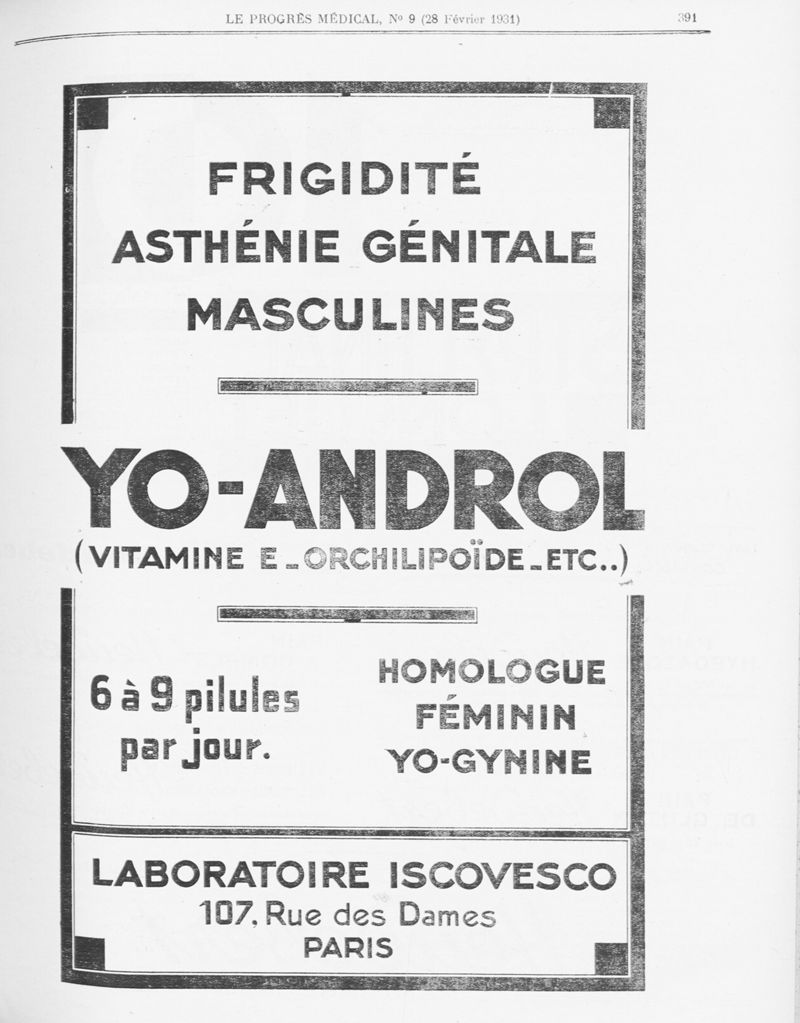 LE PROGRÈS MÉDICAL, Nº 9 (28 Février 1931)
391
FRIGIDITÉ
ASTHÉNIE GÉNITALE
MASCULINES
YO-ANDROL
(VITAMINE E_ORCHILIPOÏDE_ETC..)
6 à 9 pilules
par jour.
HOMOLOGUE
FÉMININ
YO-GYNINE
LABORATOIRE ISCOVESCO
107, Rue des Dames
PARIS